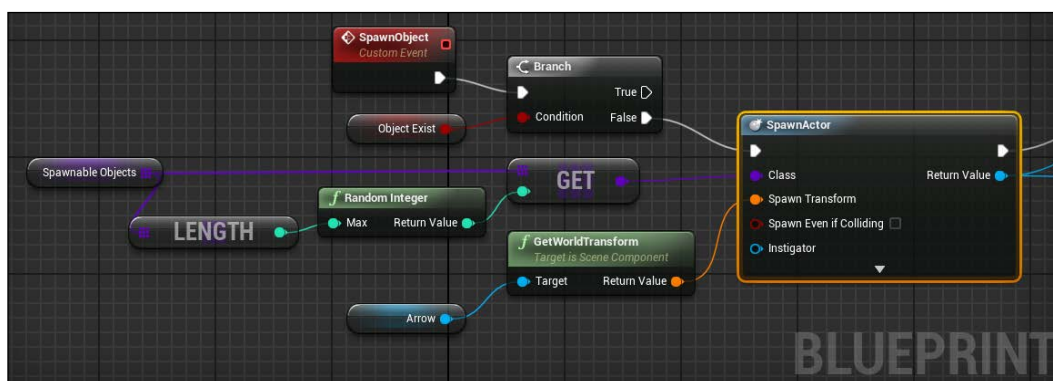 SpawnObject
Custom Event
Branch
True
Condition
False
Object Exist
SpawnActor
Class
Return Value
Spawn Transform
Spawn Even if Colliding
Instigator
Spawnable Objects
GET
f Random Integer
Max Return Value
LENGTH
f GetWorldTransform
Target is Scene Component
Target Return Value
Arrow
BLUEPRINT